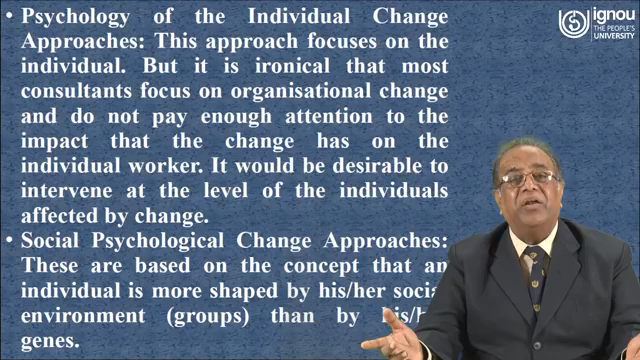 • Psychology of the Individual Change
Approaches: This approach focuses on the
individual. But it is ironical that most
consultants focus on organisational change
and do not pay enough attention to the
impact that the change has on the
individual worker. It would be desirable to
intervene at the level of the individuals
affected by change.
• Social Psychological Change Approaches:
These are based on the concept that an
individual is more shaped by his/her social
environment (groups) than by
genes.
ignou
THE PEOPLE'S
UNIVERSITY